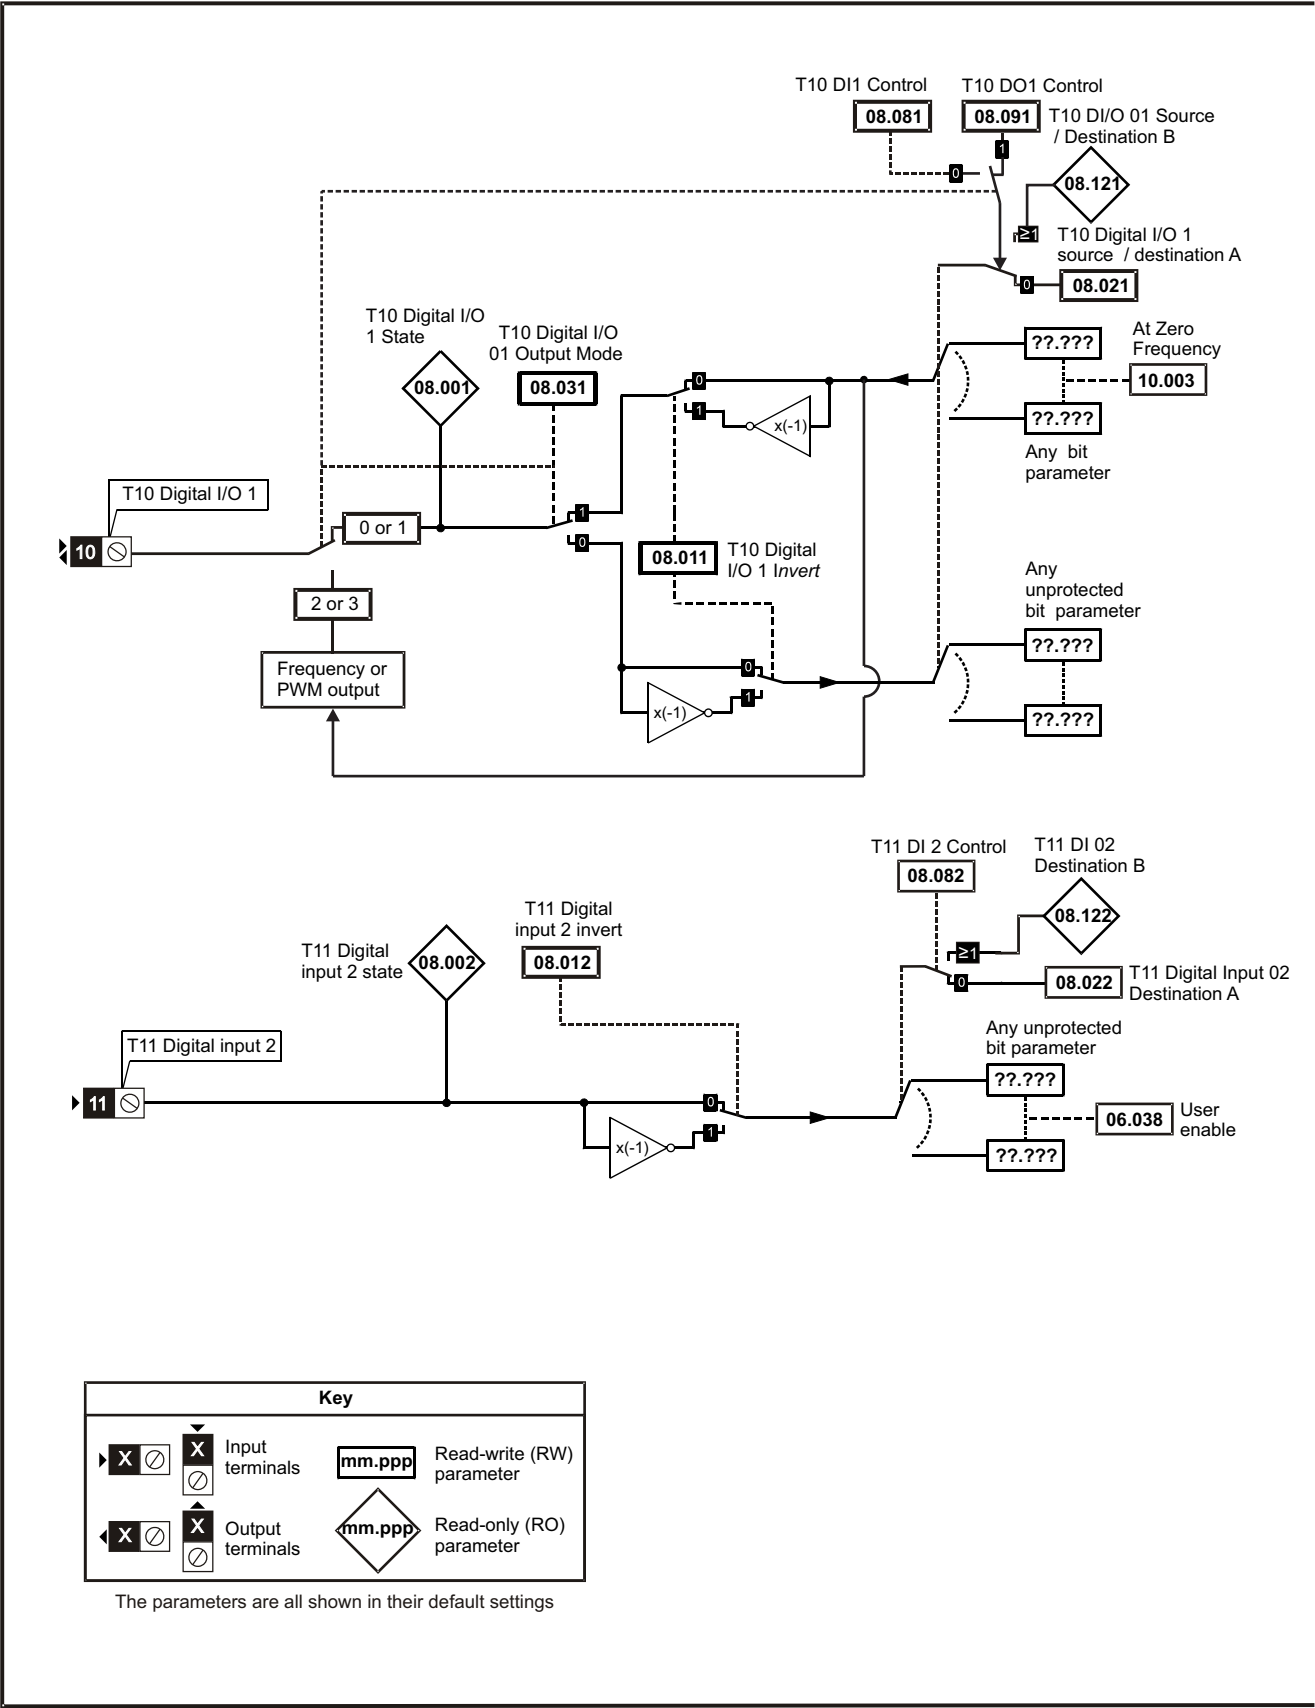 T10 DI1 Control
T10 DO1 Control
08.081
08.091
T10 DI/O 01 Source
/ Destination B
1
0
08.121
≥1
T10 Digital I/O 1
source / destination A
0
08.021
T10 Digital I/O
1 State
T10 Digital I/O
01 Output Mode
At Zero
Frequency
??.???
08.001
08.031
0
10.003
1
x(-1)
??.???
Any bit
parameter
T10 Digital I/O 1
0 or 1
1
10
0
08.011
T10 Digital
I/O 1 Invert
Any
unprotected
bit parameter
2 or 3
??.???
Frequency or
PWM output
0
1
x(-1)
??.???
T11 DI 2 Control
T11 DI 02
Destination B
08.082
08.122
T11 Digital
input 2 invert
T11 Digital
input 2 state
08.002
08.012
≥1
0
08.022
T11 Digital Input 02
Destination A
Any unprotected
bit parameter
T11 Digital input 2
??.???
11
0
06.038
User
enable
1
x(-1)
??.???
Key
X
X
Input
terminals
mm.ppp
Read-write (RW)
parameter
X
X
Output
terminals
mm.ppp
Read-only (RO)
parameter
The parameters are all shown in their default settings